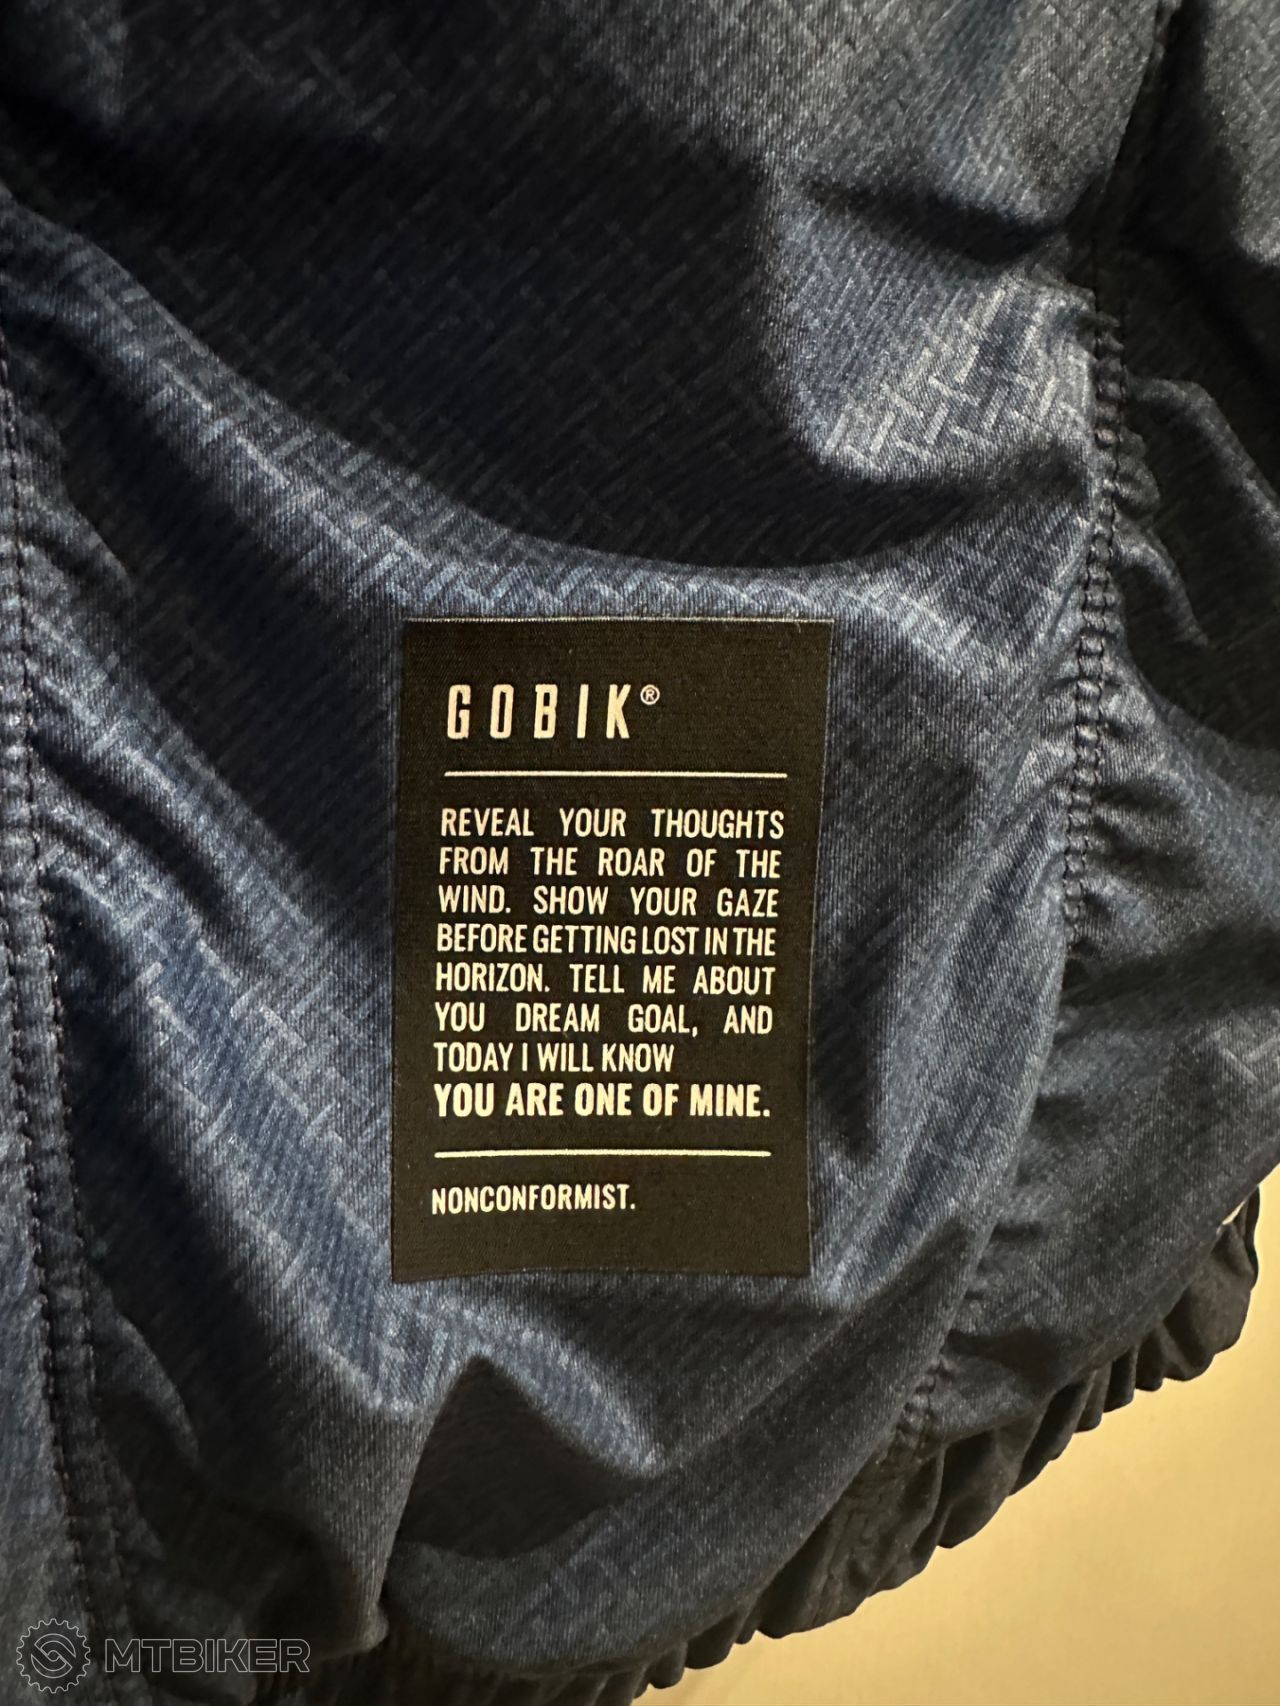 GOBIK®
REVEAL YOUR THOUGHTS
FROM THE ROAR OF THE
WIND. SHOW YOUR GAZE
BEFORE GETTING LOST IN THE
HORIZON. TELL ME ABOUT
YOU DREAM GOAL, AND
TODAY I WILL KNOW
YOU ARE ONE OF MINE.
NONCONFORMIST.
MTBIKER